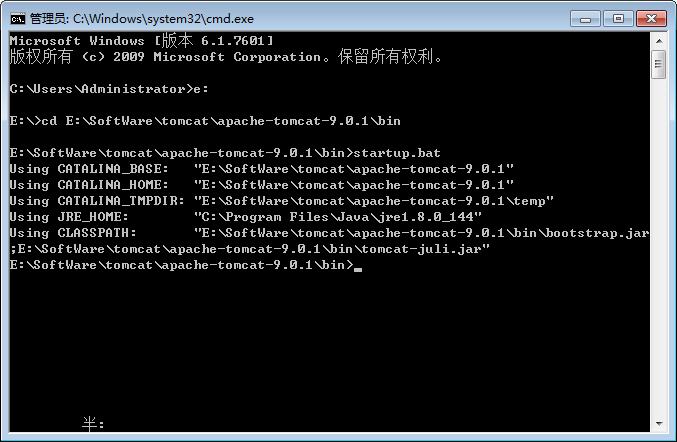 管理员: C:\Windows\system32\cmd.exe
Microsoft Windows [版本 6.1.7601]
版权所有 (c) 2009 Microsoft Corporation。保留所有权利。
C:\Users\Administrator>e:
E:\>cd E:\SoftWare\tomcat\apache-tomcat-9.0.1\bin
E:\SoftWare\tomcat\apache-tomcat-9.0.1\bin>startup.bat
Using CATALINA_BASE:   "E:\SoftWare\tomcat\apache-tomcat-9.0.1"
Using CATALINA_HOME:   "E:\SoftWare\tomcat\apache-tomcat-9.0.1"
Using CATALINA_TMPDIR: "E:\SoftWare\tomcat\apache-tomcat-9.0.1\temp"
Using JRE_HOME:        "C:\Program Files\Java\jre1.8.0_144"
Using CLASSPATH:       "E:\SoftWare\tomcat\apache-tomcat-9.0.1\bin\bootstrap.jar
;E:\SoftWare\tomcat\apache-tomcat-9.0.1\bin\tomcat-juli.jar"
E:\SoftWare\tomcat\apache-tomcat-9.0.1\bin>
半: